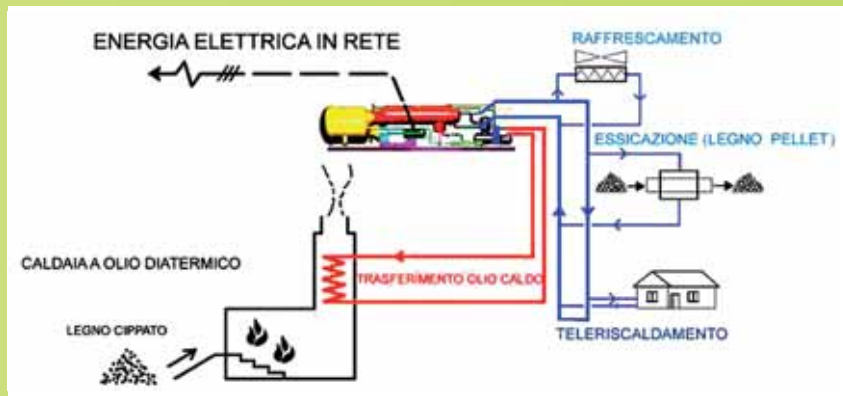 ENERGIA ELETTRICA IN RETE
RAFFRESCAMENTO
ESSICAZIONE (LEGNO PELLET)
CALDAIA A OLIO DIATERMICO
TRASFERIMENTO OLIO CALDO
LEGNO CIPPATO
TELERISCALDAMENTO